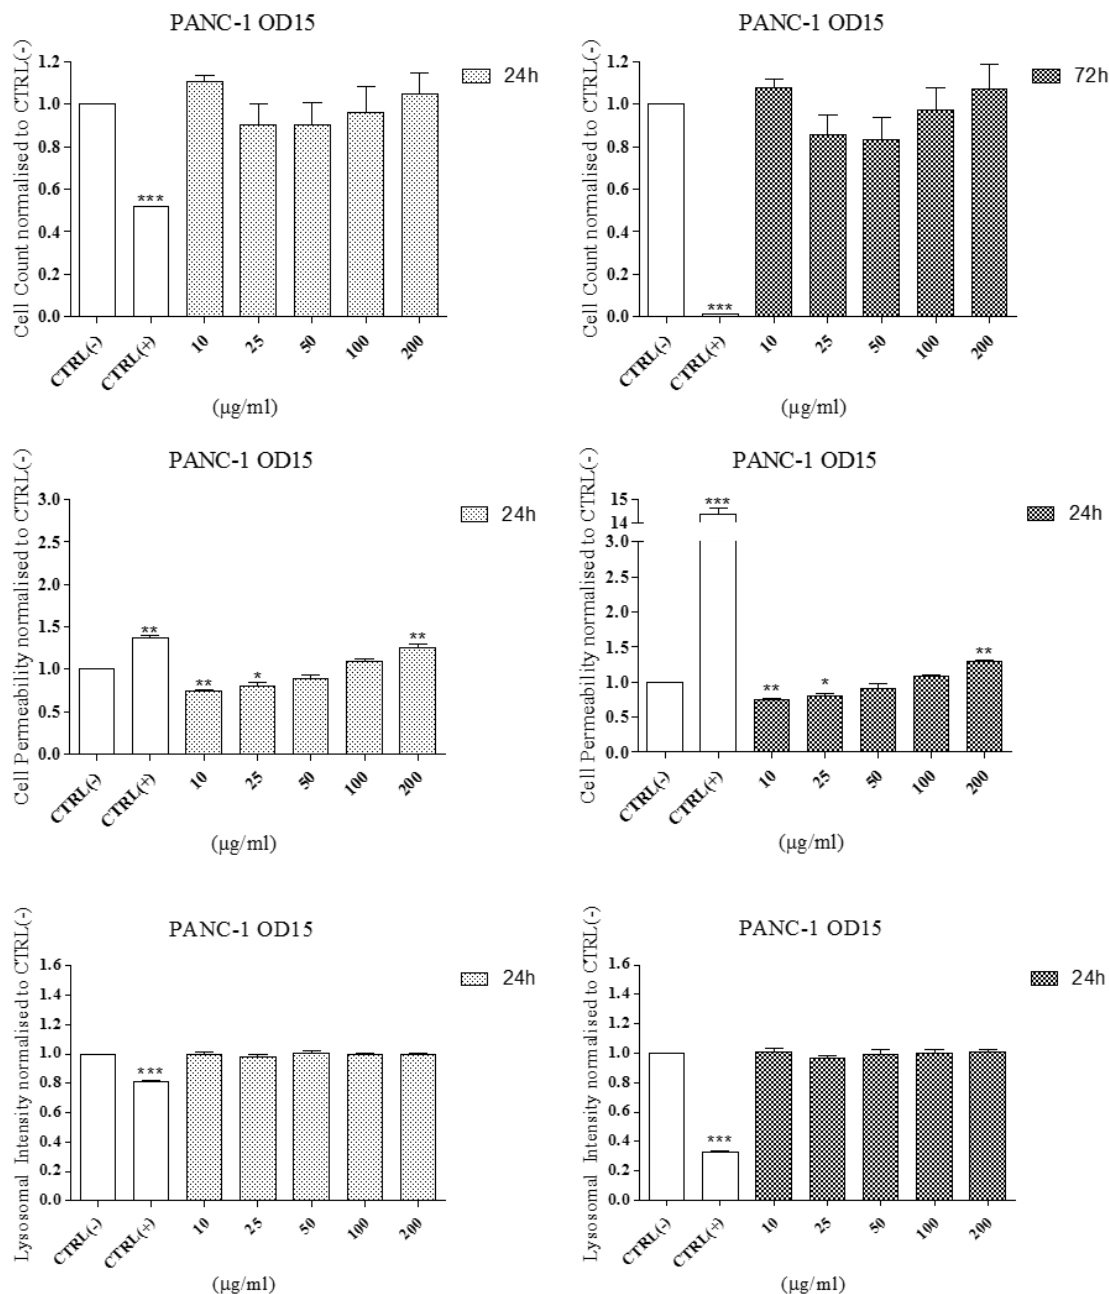 PANC-1 OD15
Cell Count normalised to CTRL(-)
1.2
1.0
0.8
0.6
0.4
0.2
0.0
***
24h
CTRL(-)
CTRL(+)
10
25
50
100
200
(μg/ml)
PANC-1 OD15
Cell Count normalised to CTRL(-)
1.2
1.0
0.8
0.6
0.4
0.2
0.0
***
72h
CTRL(-)
CTRL(+)
10
25
50
100
200
(μg/ml)
PANC-1 OD15
Cell Permeability normalised to CTRL(-)
3.0
2.5
2.0
1.5
1.0
0.5
0.0
**
**
*
**
24h
CTRL(-)
CTRL(+)
10
25
50
100
200
(μg/ml)
PANC-1 OD15
Cell Permeability normalised to CTRL(-)
15
14
3.0
2.5
2.0
1.5
1.0
0.5
0.0
***
**
*
**
24h
CTRL(-)
CTRL(+)
10
25
50
100
200
(μg/ml)
PANC-1 OD15
Lysosomal Intensity normalised to CTRL(-)
1.6
1.4
1.2
1.0
0.8
0.6
0.4
0.2
0.0
***
24h
CTRL(-)
CTRL(+)
10
25
50
100
200
(μg/ml)
PANC-1 OD15
Lysosomal Intensity normalised to CTRL(-)
1.6
1.4
1.2
1.0
0.8
0.6
0.4
0.2
0.0
***
24h
CTRL(-)
CTRL(+)
10
25
50
100
200
(μg/ml)